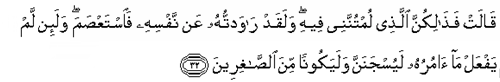 قَالَتْ فَذَٰلِكُنَّ ٱلَّذِى لُمْتُنَّنِى فِيهِ ۖ وَلَقَدْ رَٰوَدتُّهُۥ عَن نَّفْسِهِۦ فَٱسْتَعْصَمَ ۖ وَلَئِن لَّمْ
يَفْعَلْ مَآ ءَامُرُهُۥ لَيُسْجَنَنَّ وَلَيَكُونًا مِّنَ ٱلصَّٰغِرِينَ ﴿٣٢﴾